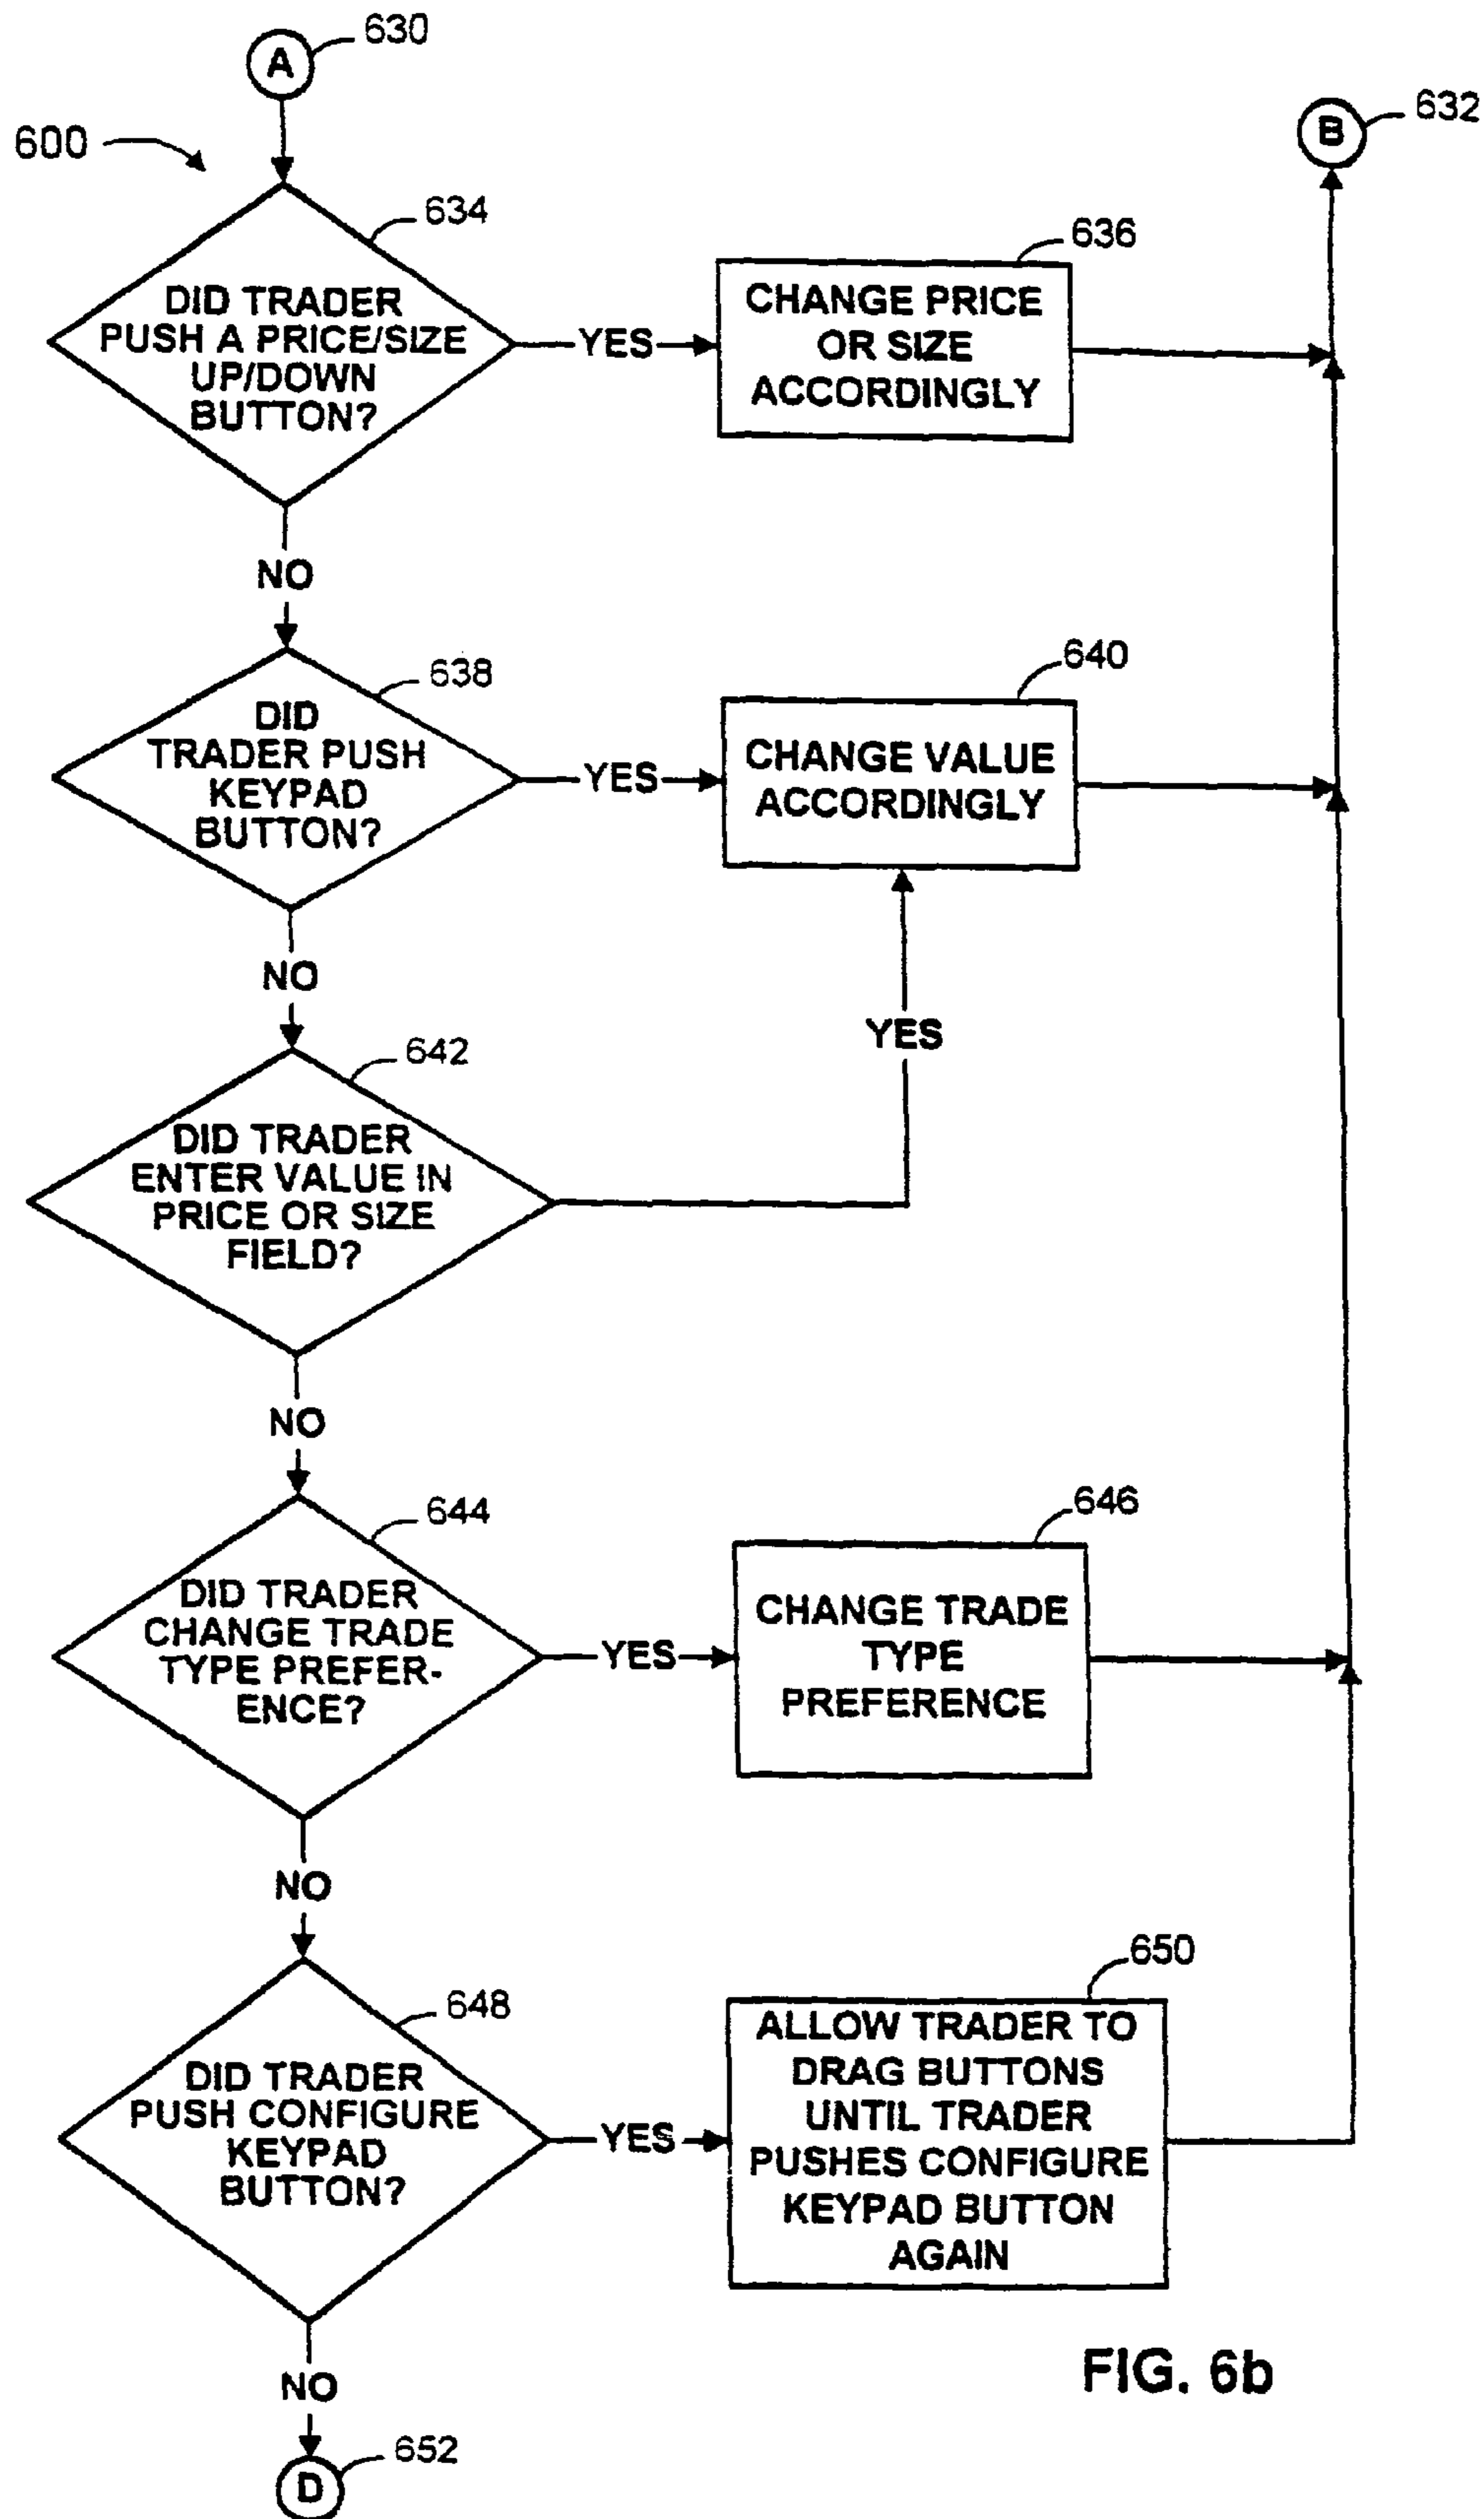 A
630
B
632
600
634
DID TRADER
PUSH A PRICE/SIZE
UP/DOWN
BUTTON?
YES
636
CHANGE PRICE
OR SIZE
ACCORDINGLY
NO
638
DID
TRADER PUSH
KEYPAD
BUTTON?
YES
640
CHANGE VALUE
ACCORDINGLY
NO
YES
642
DID TRADER
ENTER VALUE IN
PRICE OR SIZE
FIELD?
NO
644
DID TRADER
CHANGE TRADE
TYPE PREFER-
ENCE?
YES
646
CHANGE TRADE
TYPE
PREFERENCE
NO
648
DID TRADER
PUSH CONFIGURE
KEYPAD
BUTTON?
YES
650
ALLOW TRADER TO
DRAG BUTTONS
UNTIL TRADER
PUSHES CONFIGURE
KEYPAD BUTTON
AGAIN
NO
D
652
FIG. 6b